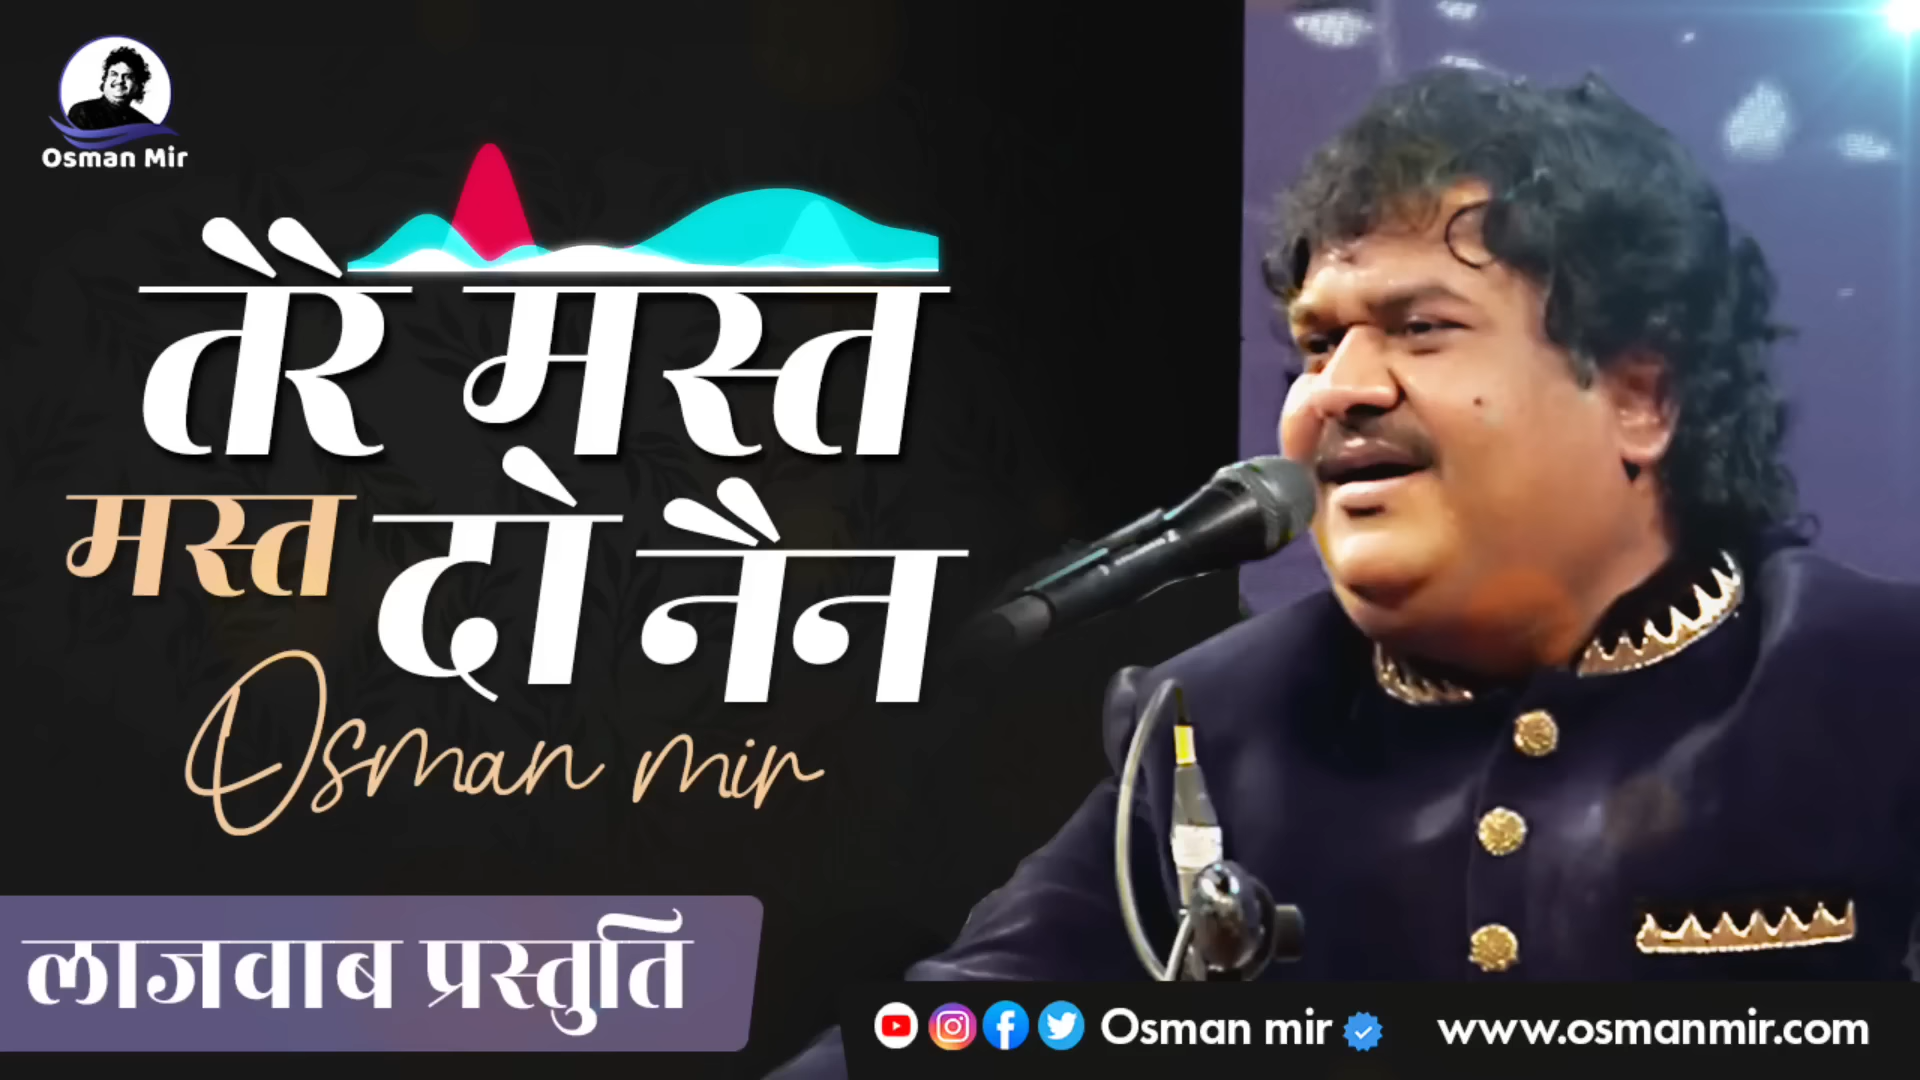 Osman Mir
तेरे मस्त
मस्त दो नैन
Osman mir
लाजवाब प्रस्तुति
Osman mir
www.osmanmir.com